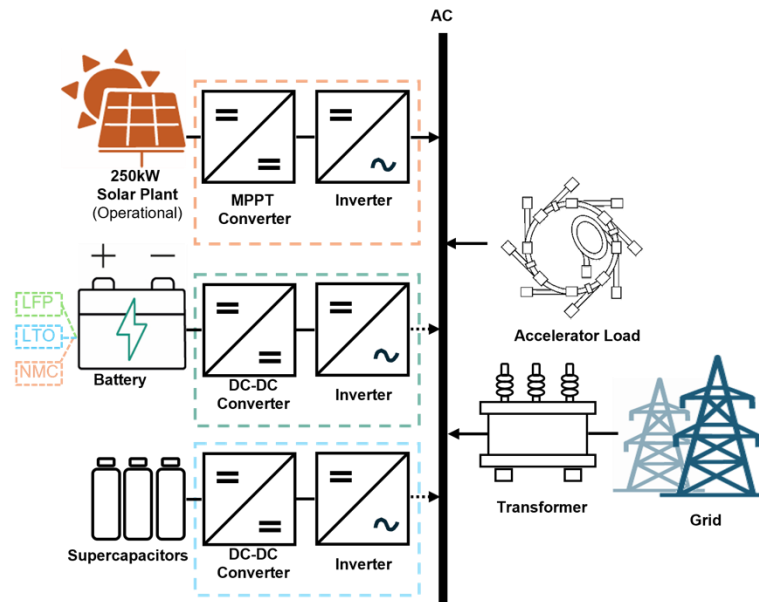 AC
250kW
Solar Plant
(Operational)
MPPT
Converter
Inverter
LFP
LTO
NMC
Battery
DC-DC
Converter
Inverter
Accelerator Load
Supercapacitors
DC-DC
Converter
Inverter
Transformer
Grid